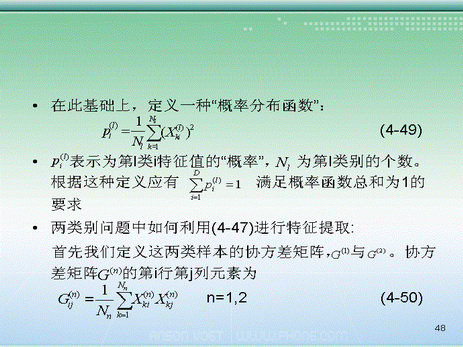 • 在此基础上，定义一种“概率分布函数”：
p_i^{(l)} = \frac{1}{N_l} \sum_{k=1}^{N_l} (X_{ki}^{(l)})^2 (4-49)
• p_i^{(l)}表示为第l类i特征值的“概率”，N_l 为第l类别的个数。
根据这种定义应有 \sum_{i=1}^{D} p_i^{(l)} = 1 满足概率函数总和为1的
要求
• 两类别问题中如何利用(4-47)进行特征提取:
首先我们定义这两类样本的协方差矩阵，G^{(1)}与G^{(2)}。协方
差矩阵G^{(n)}的第i行第j列元素为
G_{ij}^{(n)} = \frac{1}{N_n} \sum_{k=1}^{N_n} X_{ki}^{(n)} X_{kj}^{(n)} n=1,2 (4-50)
48